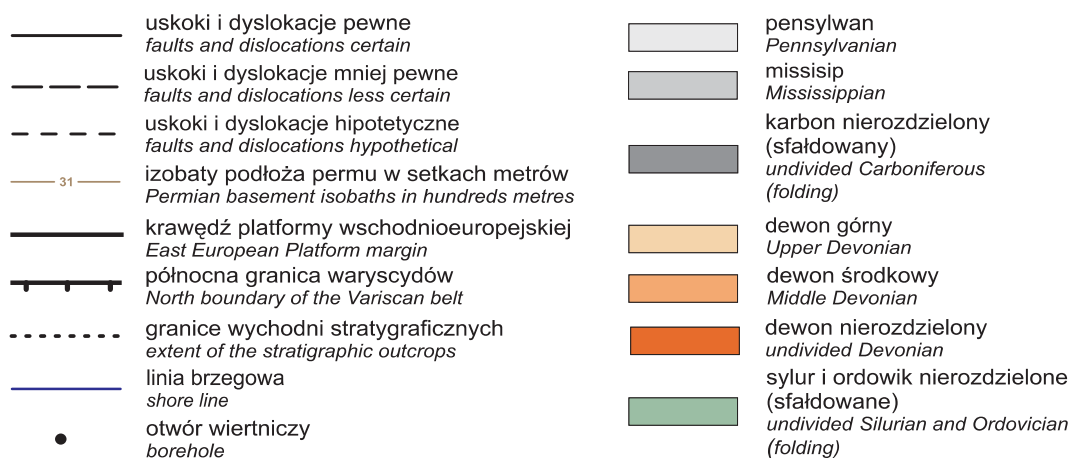 uskoki i dyslokacje pewne
faults and dislocations certain
uskoki i dyslokacje mniej pewne
faults and dislocations less certain
uskoki i dyslokacje hipotetyczne
faults and dislocations hypothetical
31
izobaty podłoża permu w setkach metrów
Permian basement isobaths in hundreds metres
krawędź platformy wschodnioeuropejskiej
East European Platform margin
północna granica waryscydów
North boundary of the Variscan belt
granice wychodni stratygraficznych
extent of the stratigraphic outcrops
linia brzegowa
shore line
otwór wiertniczy
borehole
pensylwan
Pennsylvanian
missisip
Mississippian
karbon nierozdzielony
(sfałdowany)
undivided Carboniferous
(folding)
dewon górny
Upper Devonian
dewon środkowy
Middle Devonian
dewon nierozdzielony
undivided Devonian
sylur i ordowik nierozdzielone
(sfałdowane)
undivided Silurian and Ordovician
(folding)